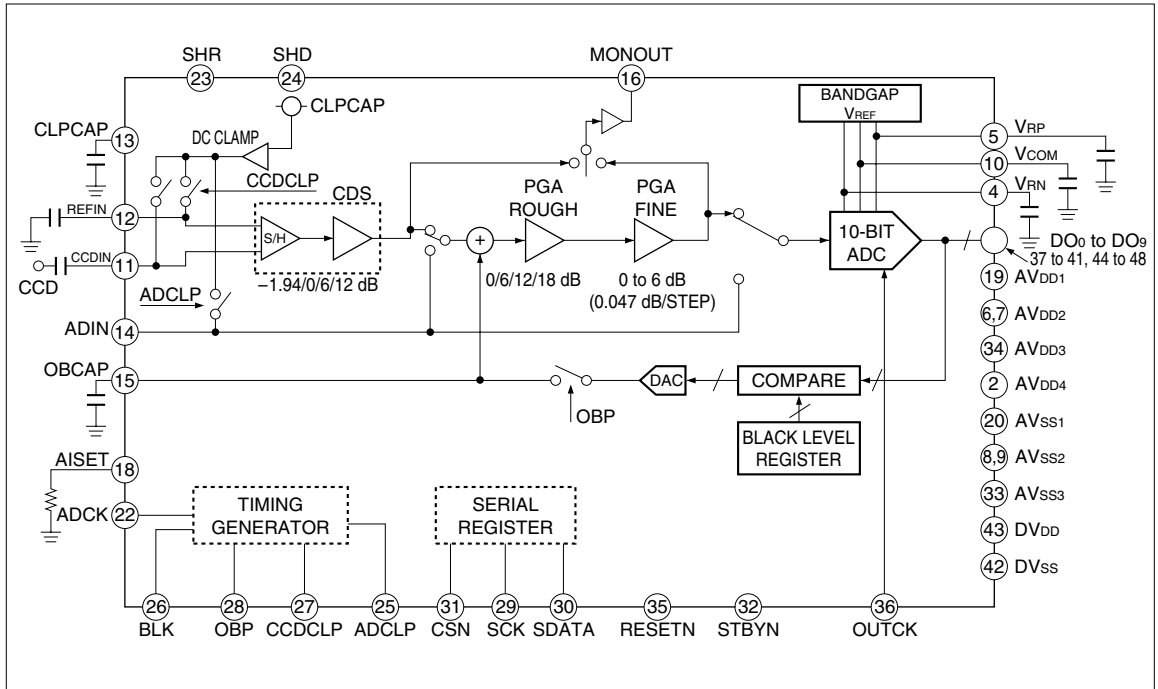 SHR
23
SHD
24
MONOUT
16
CLPCAP
BANDGAP
VREF
CLPCAP
13
DC CLAMP
5 VRP
10 VCOM
4 VRN
CCDCLP
CDS
REFIN 12
PGA
ROUGH
PGA
FINE
S/H
+
10-BIT
ADC
DO0 to DO9
37 to 41, 44 to 48
CCDIN 11
CCD
–1.94/0/6/12 dB
0/6/12/18 dB
0 to 6 dB
(0.047 dB/STEP)
19 AVDD1
ADCLP
ADIN 14
6,7 AVDD2
34 AVDD3
OBCAP 15
DAC
COMPARE
2 AVDD4
OBP
20 AVSS1
BLACK LEVEL
REGISTER
8,9 AVSS2
AISET 18
33 AVSS3
ADCK 22
TIMING
GENERATOR
SERIAL
REGISTER
43 DVDD
42 DVSS
26 28 27 25 31 29 30 35 32 36
BLK OBP CCDCLP ADCLP CSN SCK SDATA RESETN STBYN OUTCK